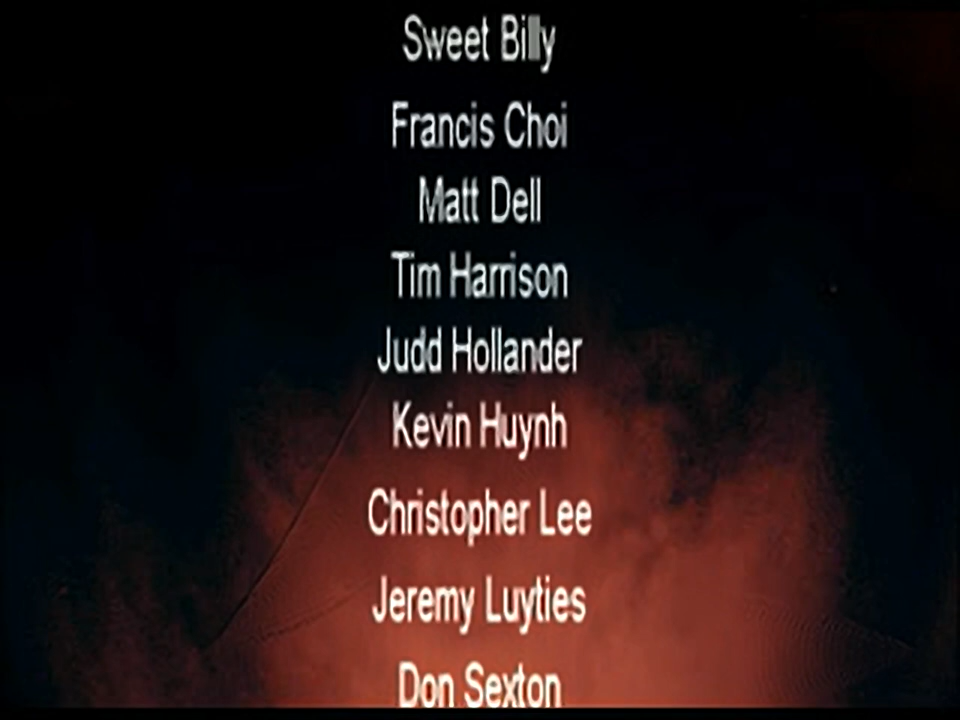 Sweet Billy
Francis Choi
Matt Dell
Tim Harrison
Judd Hollander
Kevin Huynh
Christopher Lee
Jeremy Luyties
Don Sexton